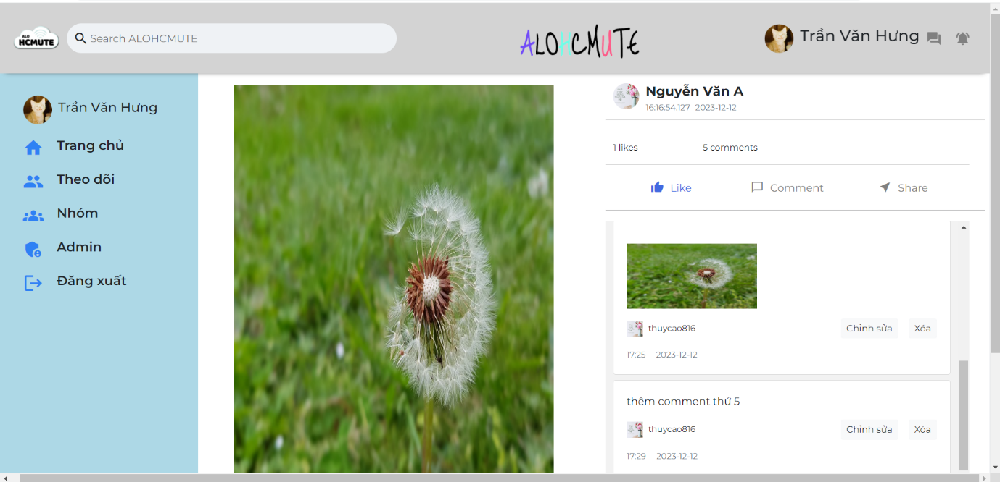 ALO
HCMUTE
Search ALOHCMUTE
ALOHCMUTE
Trần Văn Hưng
Trần Văn Hưng
Trang chủ
Theo dõi
Nhóm
Admin
Đăng xuất
Nguyễn Văn A
16:16:54.127 2023-12-12
1 likes 5 comments
Like Comment Share
thuycao816 Chỉnh sửa Xóa
17:25 2023-12-12
thêm comment thứ 5
thuycao816 Chỉnh sửa Xóa
17:29 2023-12-12